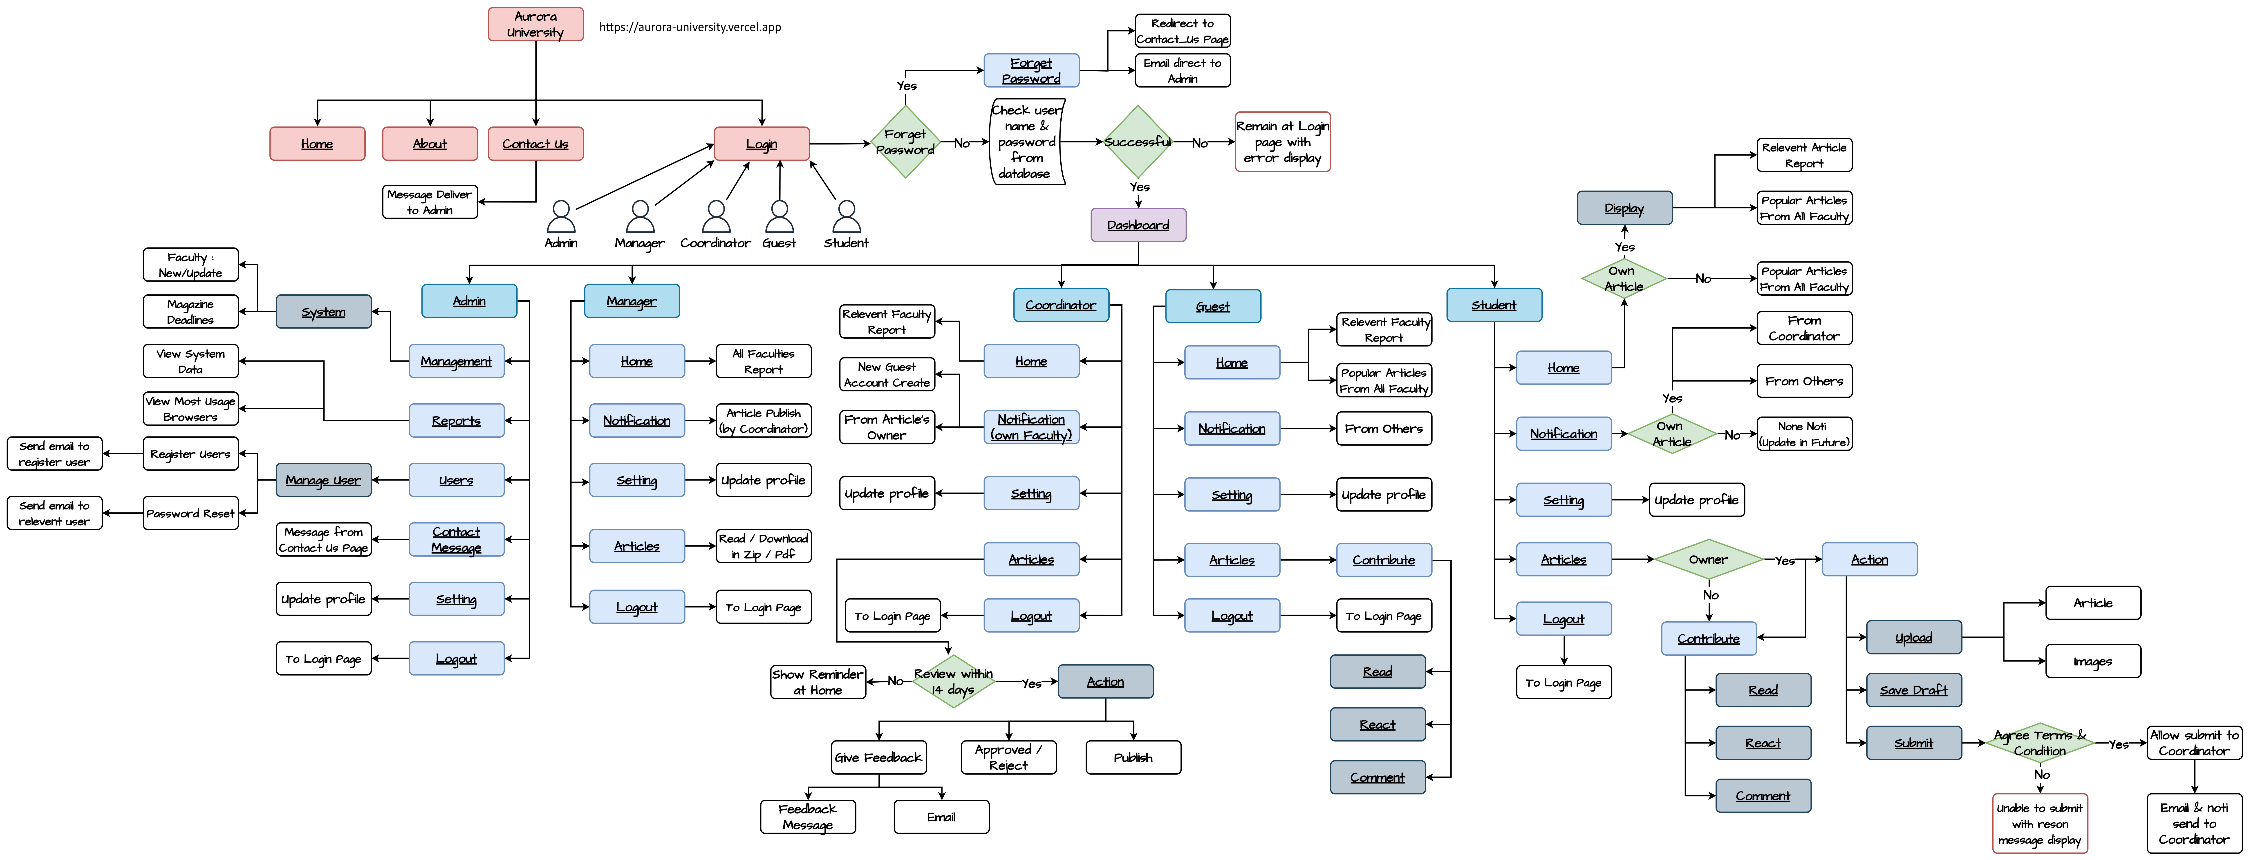 Aurora
University
https://aurora-university.vercel.app
Home
About
Contact Us
Login
Message Deliver
to Admin
Admin
Manager
Coordinator
Guest
Student
Forget
Password
Yes
No
Forget
Password
Redirect to
Contact_Us Page
Email direct to
Admin
Check user
name &
password
from
database
Successful
No
Remain at Login
page with
error display
Yes
Dashboard
Admin
System
Faculty :
New/Update
Magazine
Deadlines
Management
View System
Data
View Most Usage
Browsers
Reports
Send email to
register user
Register Users
Manage User
Users
Send email to
relevent user
Password Reset
Message from
Contact Us Page
Contact
Message
Update profile
Setting
To Login Page
Logout
Manager
Home
All Faculties
Report
Notification
Article Publish
(by Coordinator)
Setting
Update profile
Articles
Read / Download
in Zip / Pdf
Logout
To Login Page
Coordinator
Relevent Faculty
Report
Home
New Guest
Account Create
From Article's
Owner
Notification
(own Faculty)
Update profile
Setting
Articles
To Login Page
Logout
Show Reminder
at Home
No
Review within
14 days
Yes
Action
Give Feedback
Approved /
Reject
Publish
Feedback
Message
Email
Guest
Home
Relevent Faculty
Report
Popular Articles
From All Faculty
Notification
From Others
Setting
Update profile
Articles
Contribute
Logout
To Login Page
Read
React
Comment
Student
Home
Display
Relevent Article
Report
Popular Articles
From All Faculty
Yes
Own
Article
No
Popular Articles
From All Faculty
From
Coordinator
From Others
Yes
Notification
Own
Article
No
None Noti
(Update in Future)
Setting
Update profile
Articles
Owner
Yes
Action
No
Logout
Contribute
To Login Page
Read
React
Comment
Upload
Article
Images
Save Draft
Submit
Agree Terms &
Condition
Yes
Allow submit to
Coordinator
No
Unable to submit
with reson
message display
Email & noti
send to
Coordinator